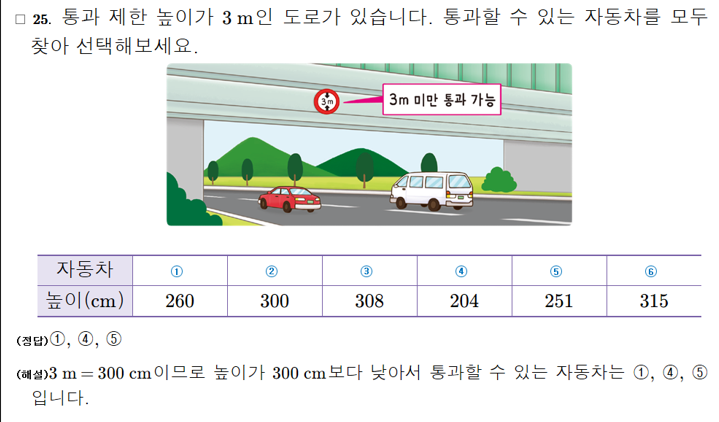 □ 25. 통과 제한 높이가 3 m인 도로가 있습니다. 통과할 수 있는 자동차를 모두
찾아 선택해보세요.
3m
3m 미만 통과 가능
자동차 ① ② ③ ④ ⑤ ⑥
높이(cm) 260 300 308 204 251 315
(정답)①, ④, ⑤
(해설)3 m = 300 cm이므로 높이가 300 cm보다 낮아서 통과할 수 있는 자동차는 ①, ④, ⑤
입니다.